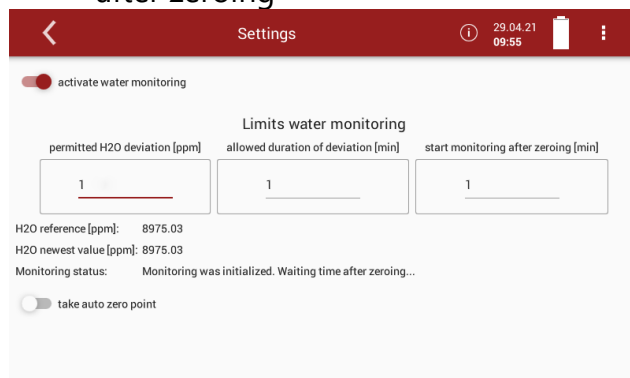 after zeroing
Settings
29.04.21
09:55
activate water monitoring
Limits water monitoring
permitted H2O deviation [ppm] allowed duration of deviation [min] start monitoring after zeroing [min]
1 1 1
H2O reference [ppm]: 8975.03
H2O newest value [ppm]: 8975.03
Monitoring status: Monitoring was initialized. Waiting time after zeroing...
take auto zero point